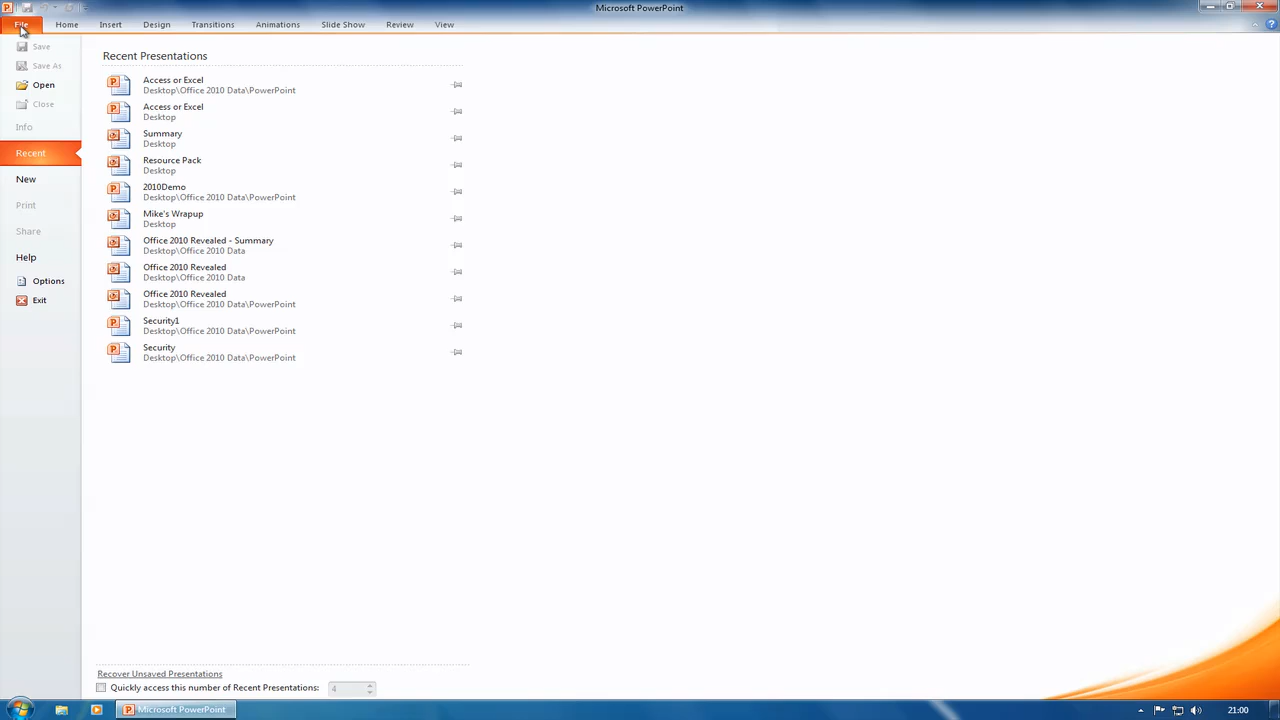 Microsoft PowerPoint
File Home Insert Design Transitions Animations Slide Show Review View
Save
Save As
Open
Close
Info
Recent
New
Print
Share
Help
Options
Exit
Recent Presentations
Access or Excel
Desktop\Office 2010 Data\PowerPoint
Access or Excel
Desktop
Summary
Desktop
Resource Pack
Desktop
2010Demo
Desktop\Office 2010 Data\PowerPoint
Mike's Wrapup
Desktop
Office 2010 Revealed - Summary
Desktop\Office 2010 Data
Office 2010 Revealed
Desktop\Office 2010 Data
Office 2010 Revealed
Desktop\Office 2010 Data\PowerPoint
Security1
Desktop\Office 2010 Data\PowerPoint
Security
Desktop\Office 2010 Data\PowerPoint
Recover Unsaved Presentations
Quickly access this number of Recent Presentations: 4
Microsoft PowerPoint
21:00